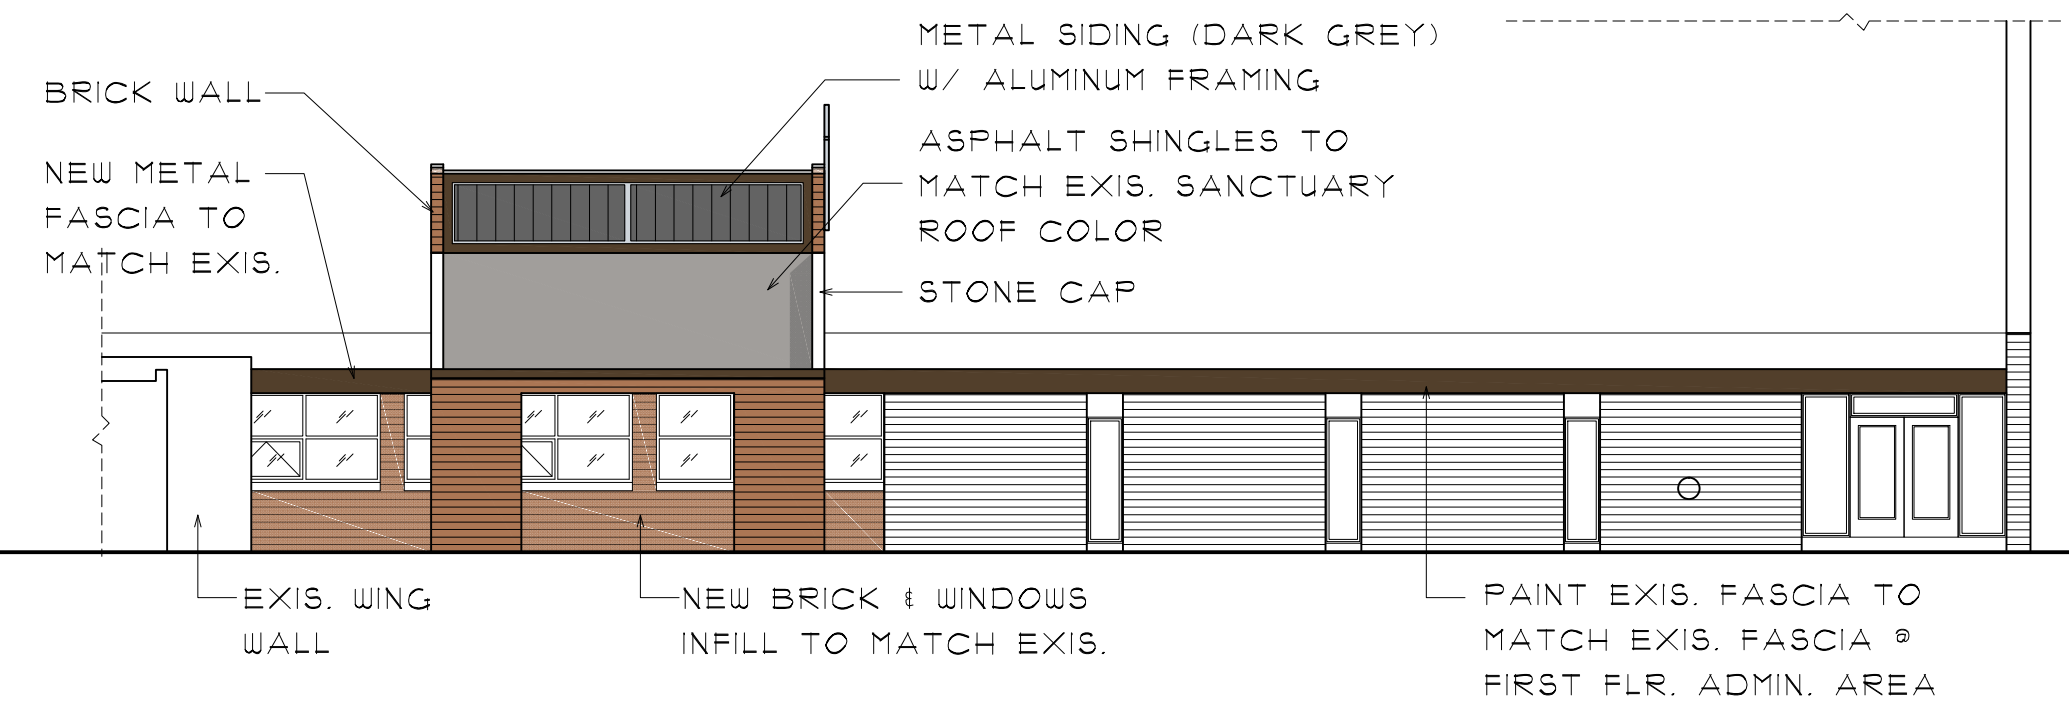 METAL SIDING (DARK GREY)
W/ ALUMINUM FRAMING
BRICK WALL
ASPHALT SHINGLES TO
MATCH EXIS. SANCTUARY
ROOF COLOR
NEW METAL
FASCIA TO
MATCH EXIS.
STONE CAP
EXIS. WING
WALL
NEW BRICK & WINDOWS
INFILL TO MATCH EXIS.
PAINT EXIS. FASCIA TO
MATCH EXIS. FASCIA @
FIRST FLR. ADMIN. AREA